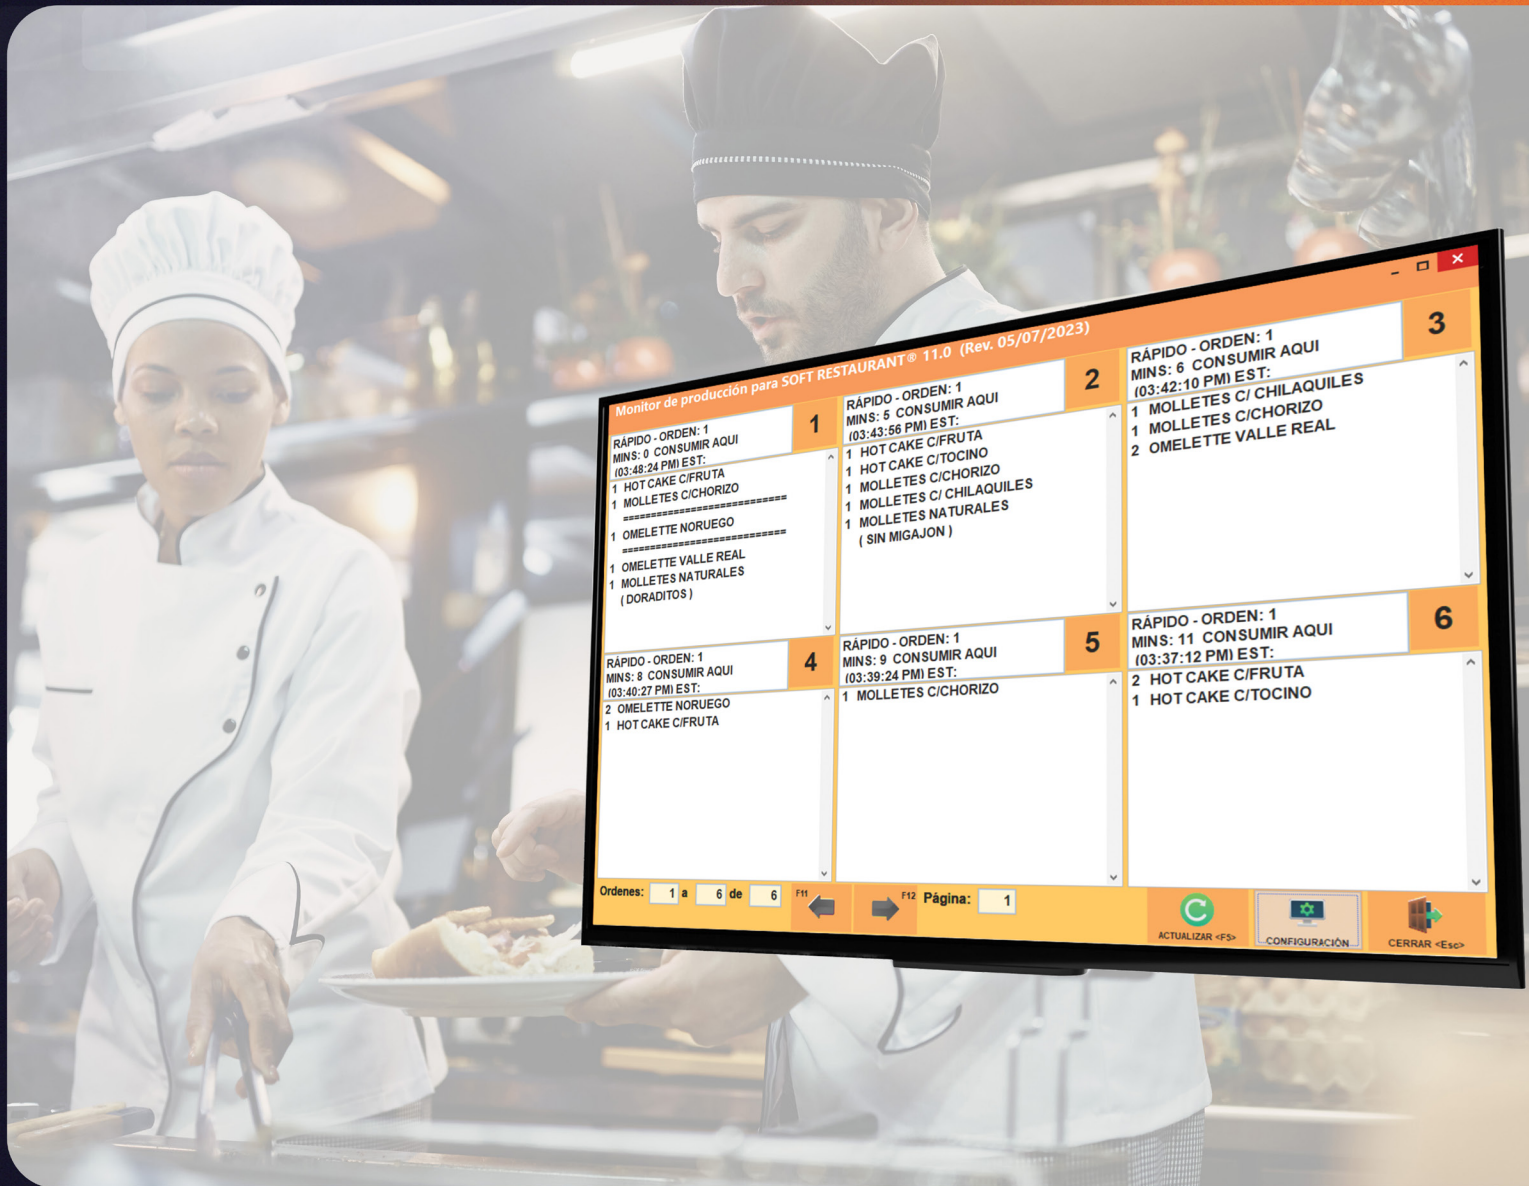 Monitor de producción para SOFT RESTAURANT® 11.0 (Rev. 05/07/2023)
RÁPIDO - ORDEN: 1
MINS: 0 CONSUMIR AQUI
(03:48:24 PM) EST:
1
1 HOT CAKE C/FRUTA
1 MOLLETES C/CHORIZO
==============================
1 OMELETTE NORUEGO
==============================
1 OMELETTE VALLE REAL
1 MOLLETES NATURALES
( DORADITOS )
RÁPIDO - ORDEN: 1
MINS: 5 CONSUMIR AQUI
(03:43:56 PM) EST:
2
1 HOT CAKE C/FRUTA
1 HOT CAKE C/TOCINO
1 MOLLETES C/CHORIZO
1 MOLLETES C/ CHILAQUILES
1 MOLLETES NATURALES
( SIN MIGAJON )
RÁPIDO - ORDEN: 1
MINS: 6 CONSUMIR AQUI
(03:42:10 PM) EST:
3
1 MOLLETES C/ CHILAQUILES
1 MOLLETES C/CHORIZO
2 OMELETTE VALLE REAL
RÁPIDO - ORDEN: 1
MINS: 8 CONSUMIR AQUI
(03:40:27 PM) EST:
4
2 OMELETTE NORUEGO
1 HOT CAKE C/FRUTA
RÁPIDO - ORDEN: 1
MINS: 9 CONSUMIR AQUI
(03:39:24 PM) EST:
5
1 MOLLETES C/CHORIZO
RÁPIDO - ORDEN: 1
MINS: 11 CONSUMIR AQUI
(03:37:12 PM) EST:
6
2 HOT CAKE C/FRUTA
1 HOT CAKE C/TOCINO
Ordenes: 1 a 6 de 6 F11 F12 Página: 1
ACTUALIZAR <F5> CONFIGURACIÓN CERRAR <Esc>